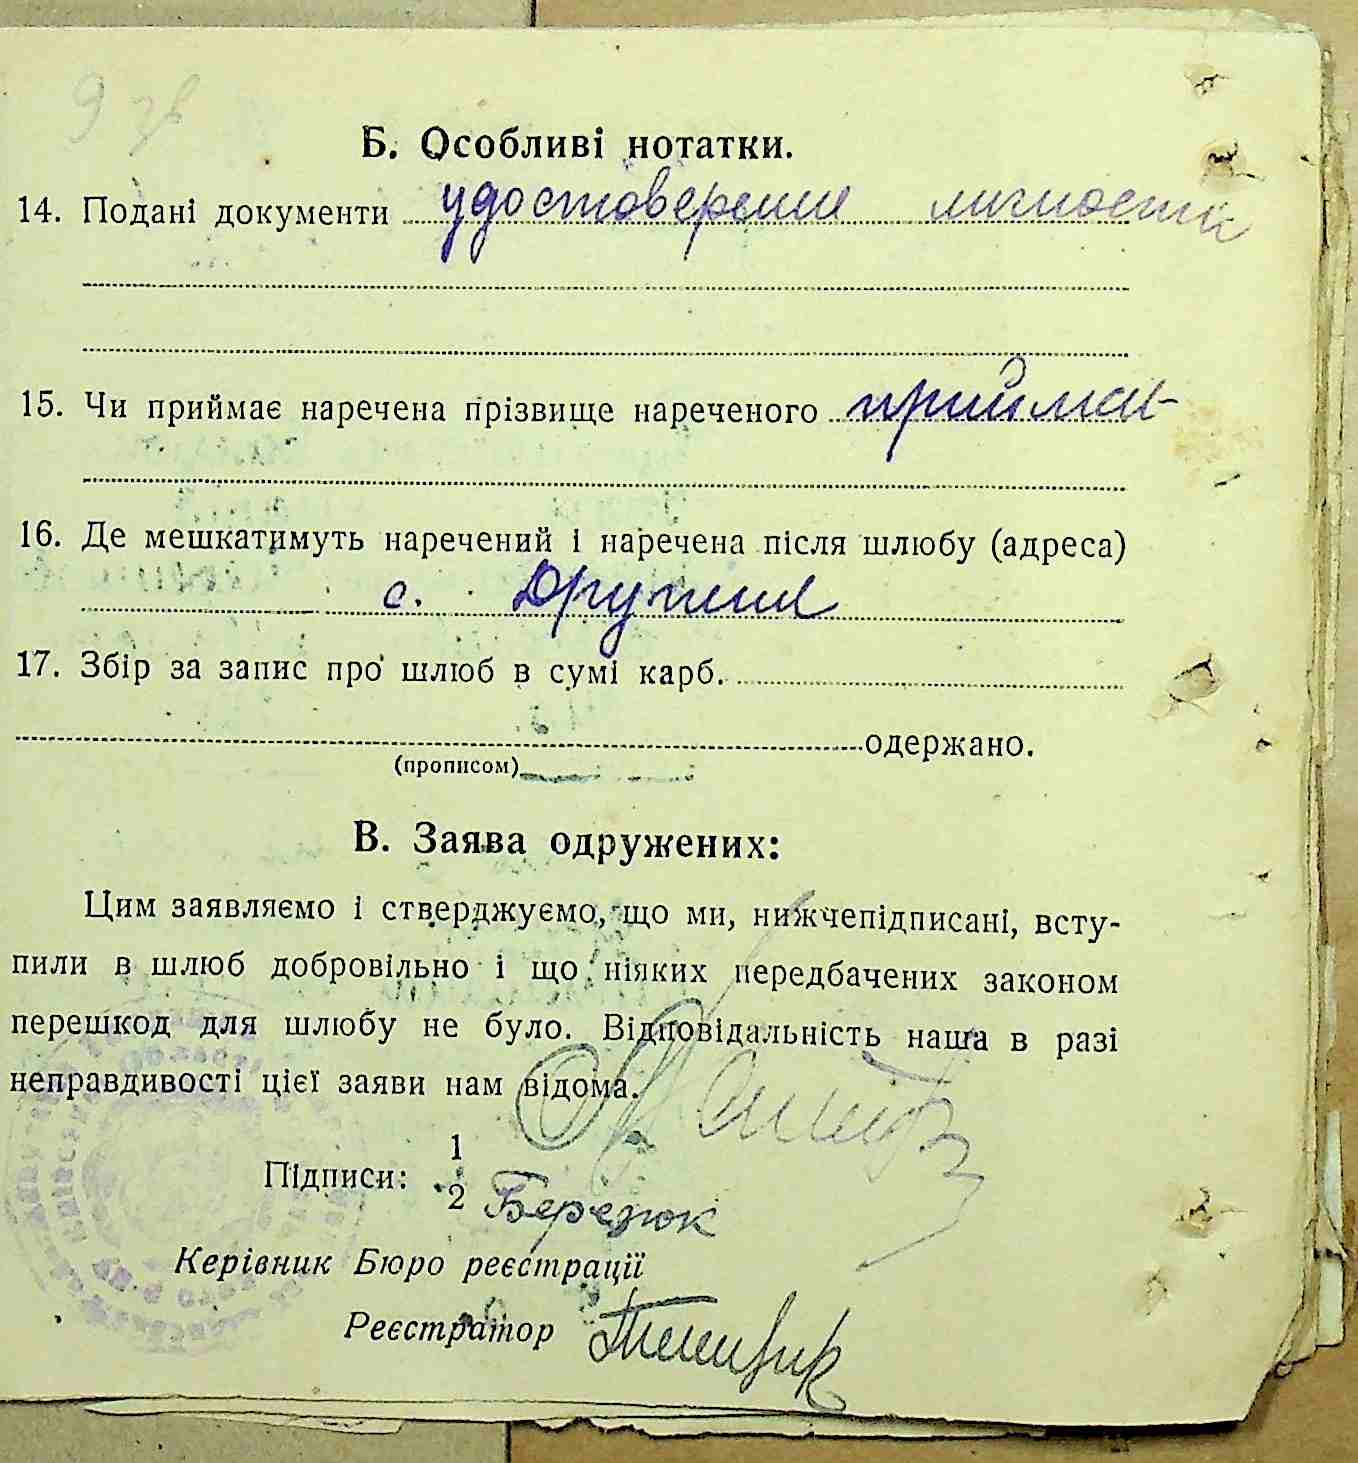 Б. Особливі нотатки.
14. Подані документи удостоверения личности
15. Чи приймає наречена прізвище нареченого приймає
16. Де мешкатимуть наречений і наречена після шлюбу (адреса)
с.
17. Збір за запис про шлюб в сумі карб.
одержано.
(прописом)
В. Заява одружених:
Цим заявляємо і стверджуємо, що ми, нижчепідписані, всту-
пили в шлюб добровільно і що ніяких передбачених законом
перешкод для шлюбу не було. Відповідальність наша в разі
неправдивості цієї заяви нам відома.
Підписи: 1
2 Березюк
Керівник Бюро реєстрації
Реєстратор